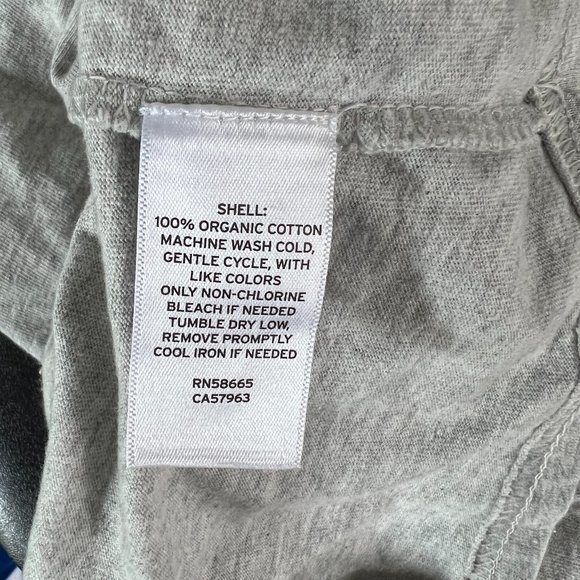 SHELL:
100% ORGANIC COTTON
MACHINE WASH COLD,
GENTLE CYCLE, WITH
LIKE COLORS
ONLY NON-CHLORINE
BLEACH IF NEEDED
TUMBLE DRY LOW,
REMOVE PROMPTLY
COOL IRON IF NEEDED
RN58665
CA57963